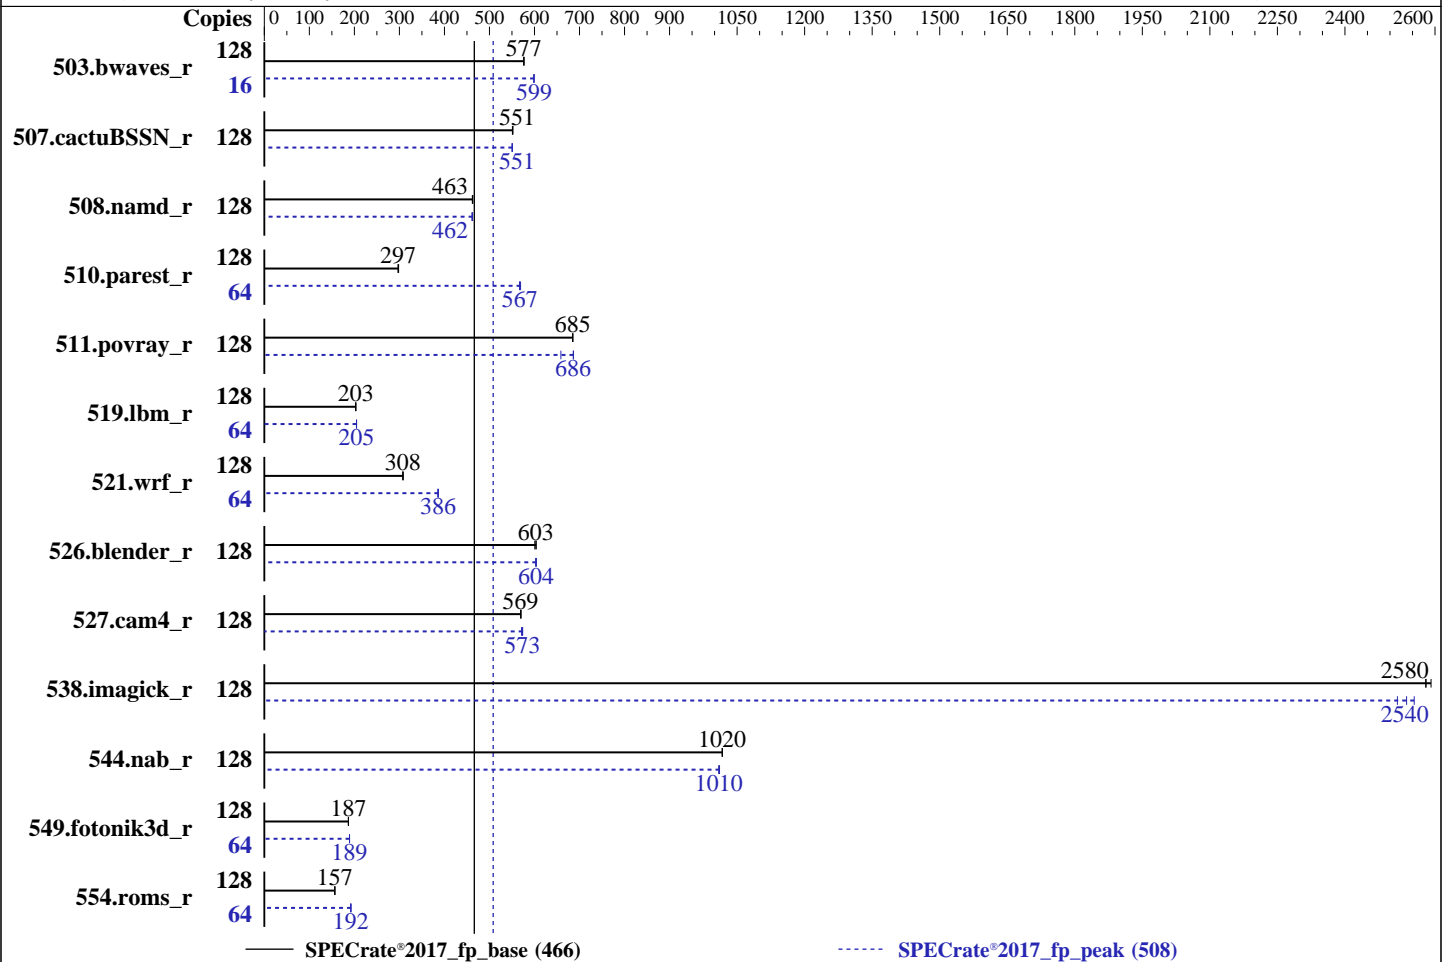 Copies 0 100 200 300 400 500 600 700 800 900 1050 1200 1350 1500 1650 1800 1950 2100 2250 2400 2600
503.bwaves_r 128 577
16 599
507.cactuBSSN_r 128 551
551
508.namd_r 128 463
462
510.parest_r 128 297
64 567
511.povray_r 128 685
686
519.lbm_r 128 203
64 205
521.wrf_r 128 308
64 386
526.blender_r 128 603
604
527.cam4_r 128 569
573
538.imagick_r 128 2580
2540
544.nab_r 128 1020
1010
549.fotonik3d_r 128 187
64 189
554.roms_r 128 157
64 192
SPECrate®2017_fp_base (466) SPECrate®2017_fp_peak (508)